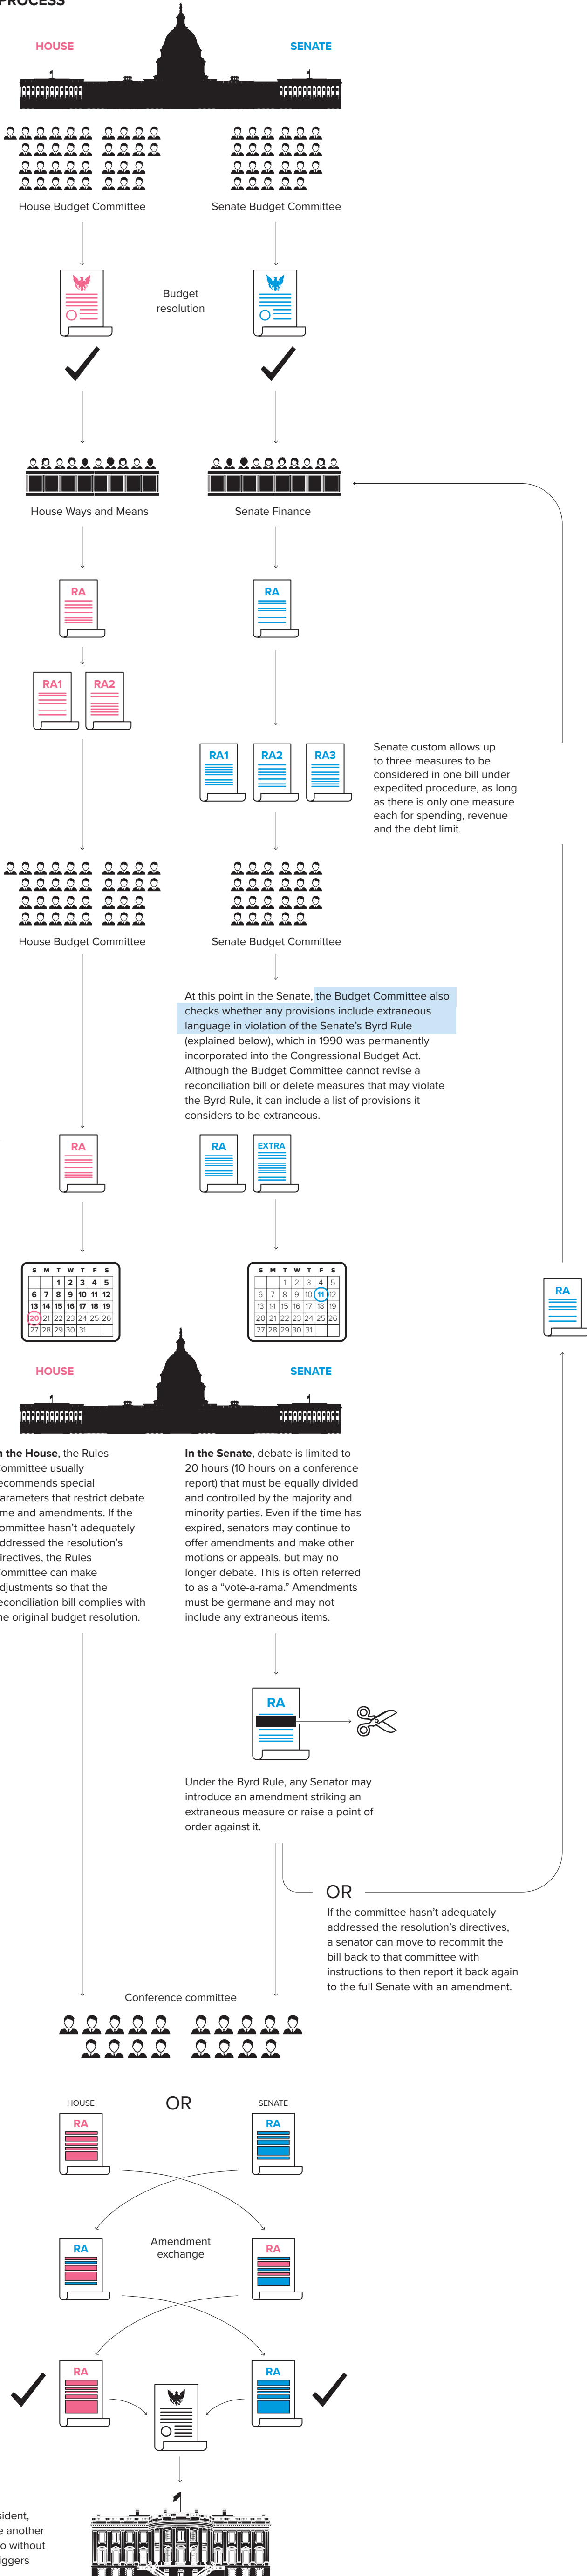 PROCESS
HOUSE
SENATE
House Budget Committee
Senate Budget Committee
Budget
resolution
House Ways and Means
Senate Finance
RA
RA
RA1
RA2
RA1
RA2
RA3
Senate custom allows up
to three measures to be
considered in one bill under
expedited procedure, as long
as there is only one measure
each for spending, revenue
and the debt limit.
House Budget Committee
Senate Budget Committee
At this point in the Senate, the Budget Committee also
checks whether any provisions include extraneous
language in violation of the Senate’s Byrd Rule
(explained below), which in 1990 was permanently
incorporated into the Congressional Budget Act.
Although the Budget Committee cannot revise a
reconciliation bill or delete measures that may violate
the Byrd Rule, it can include a list of provisions it
considers to be extraneous.
RA
RA
EXTRA
S M T W T F S
1 2 3 4 5
6 7 8 9 10 11 12
13 14 15 16 17 18 19
20 21 22 23 24 25 26
27 28 29 30 31
S M T W T F S
1 2 3 4 5
6 7 8 9 10 11 12
13 14 15 16 17 18 19
20 21 22 23 24 25 26
27 28 29 30 31
RA
HOUSE
SENATE
n the House, the Rules
ommittee usually
ecommends special
arameters that restrict debate
me and amendments. If the
ommittee hasn’t adequately
ddressed the resolution’s
irectives, the Rules
ommittee can make
djustments so that the
econciliation bill complies with
he original budget resolution.
In the Senate, debate is limited to
20 hours (10 hours on a conference
report) that must be equally divided
and controlled by the majority and
minority parties. Even if the time has
expired, senators may continue to
offer amendments and make other
motions or appeals, but may no
longer debate. This is often referred
to as a “vote-a-rama.” Amendments
must be germane and may not
include any extraneous items.
RA
Under the Byrd Rule, any Senator may
introduce an amendment striking an
extraneous measure or raise a point of
order against it.
OR
If the committee hasn’t adequately
addressed the resolution’s directives,
a senator can move to recommit the
bill back to that committee with
instructions to then report it back again
to the full Senate with an amendment.
Conference committee
HOUSE
OR
SENATE
RA
RA
RA
Amendment
exchange
RA
RA
RA
sident,
e another
o without
iggers